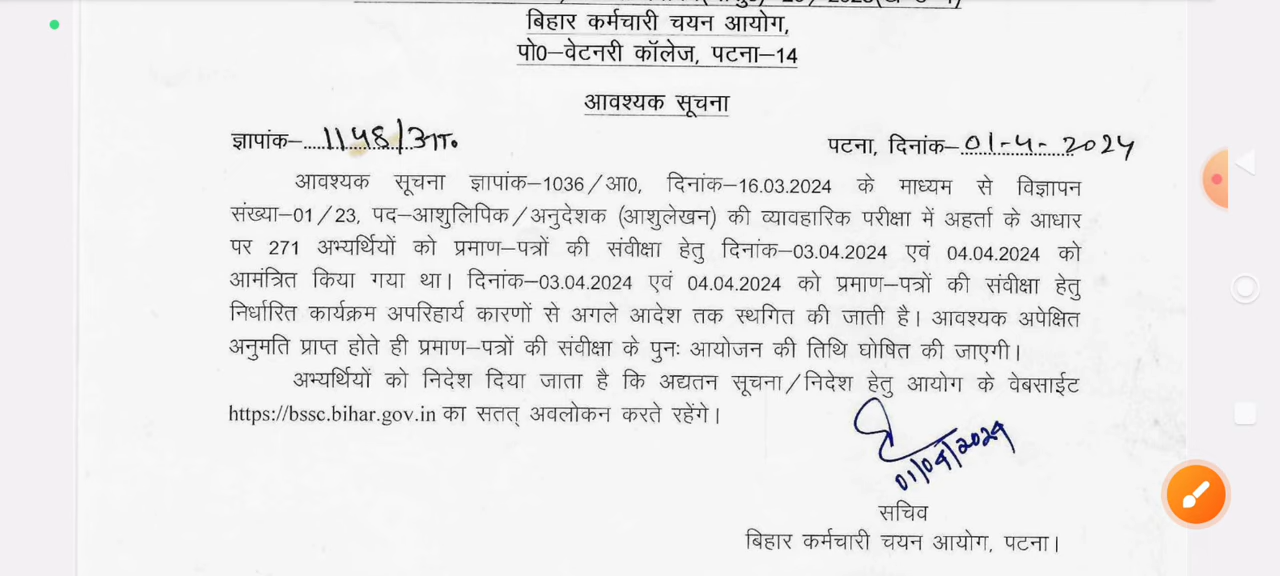 बिहार कर्मचारी चयन आयोग,
पो0–वेटनरी कॉलेज, पटना–14
आवश्यक सूचना
ज्ञापांक–....1148/आ०
पटना, दिनांक–01-4-2024
आवश्यक सूचना ज्ञापांक–1036/आ0, दिनांक–16.03.2024 के माध्यम से विज्ञापन
संख्या–01/23, पद–आशुलिपिक/अनुदेशक (आशुलेखन) की व्यावहारिक परीक्षा में अहर्ता के आधार
पर 271 अभ्यर्थियों को प्रमाण–पत्रों की संवीक्षा हेतु दिनांक–03.04.2024 एवं 04.04.2024 को
आमंत्रित किया गया था। दिनांक–03.04.2024 एवं 04.04.2024 को प्रमाण–पत्रों की संवीक्षा हेतु
निर्धारित कार्यक्रम अपरिहार्य कारणों से अगले आदेश तक स्थगित की जाती है। आवश्यक अपेक्षित
अनुमति प्राप्त होते ही प्रमाण–पत्रों की संवीक्षा के पुनः आयोजन की तिथि घोषित की जाएगी।
अभ्यर्थियों को निदेश दिया जाता है कि अद्यतन सूचना/निदेश हेतु आयोग के वेबसाईट
https://bssc.bihar.gov.in का सतत् अवलोकन करते रहेंगे।
01/04/2024
सचिव
बिहार कर्मचारी चयन आयोग, पटना।